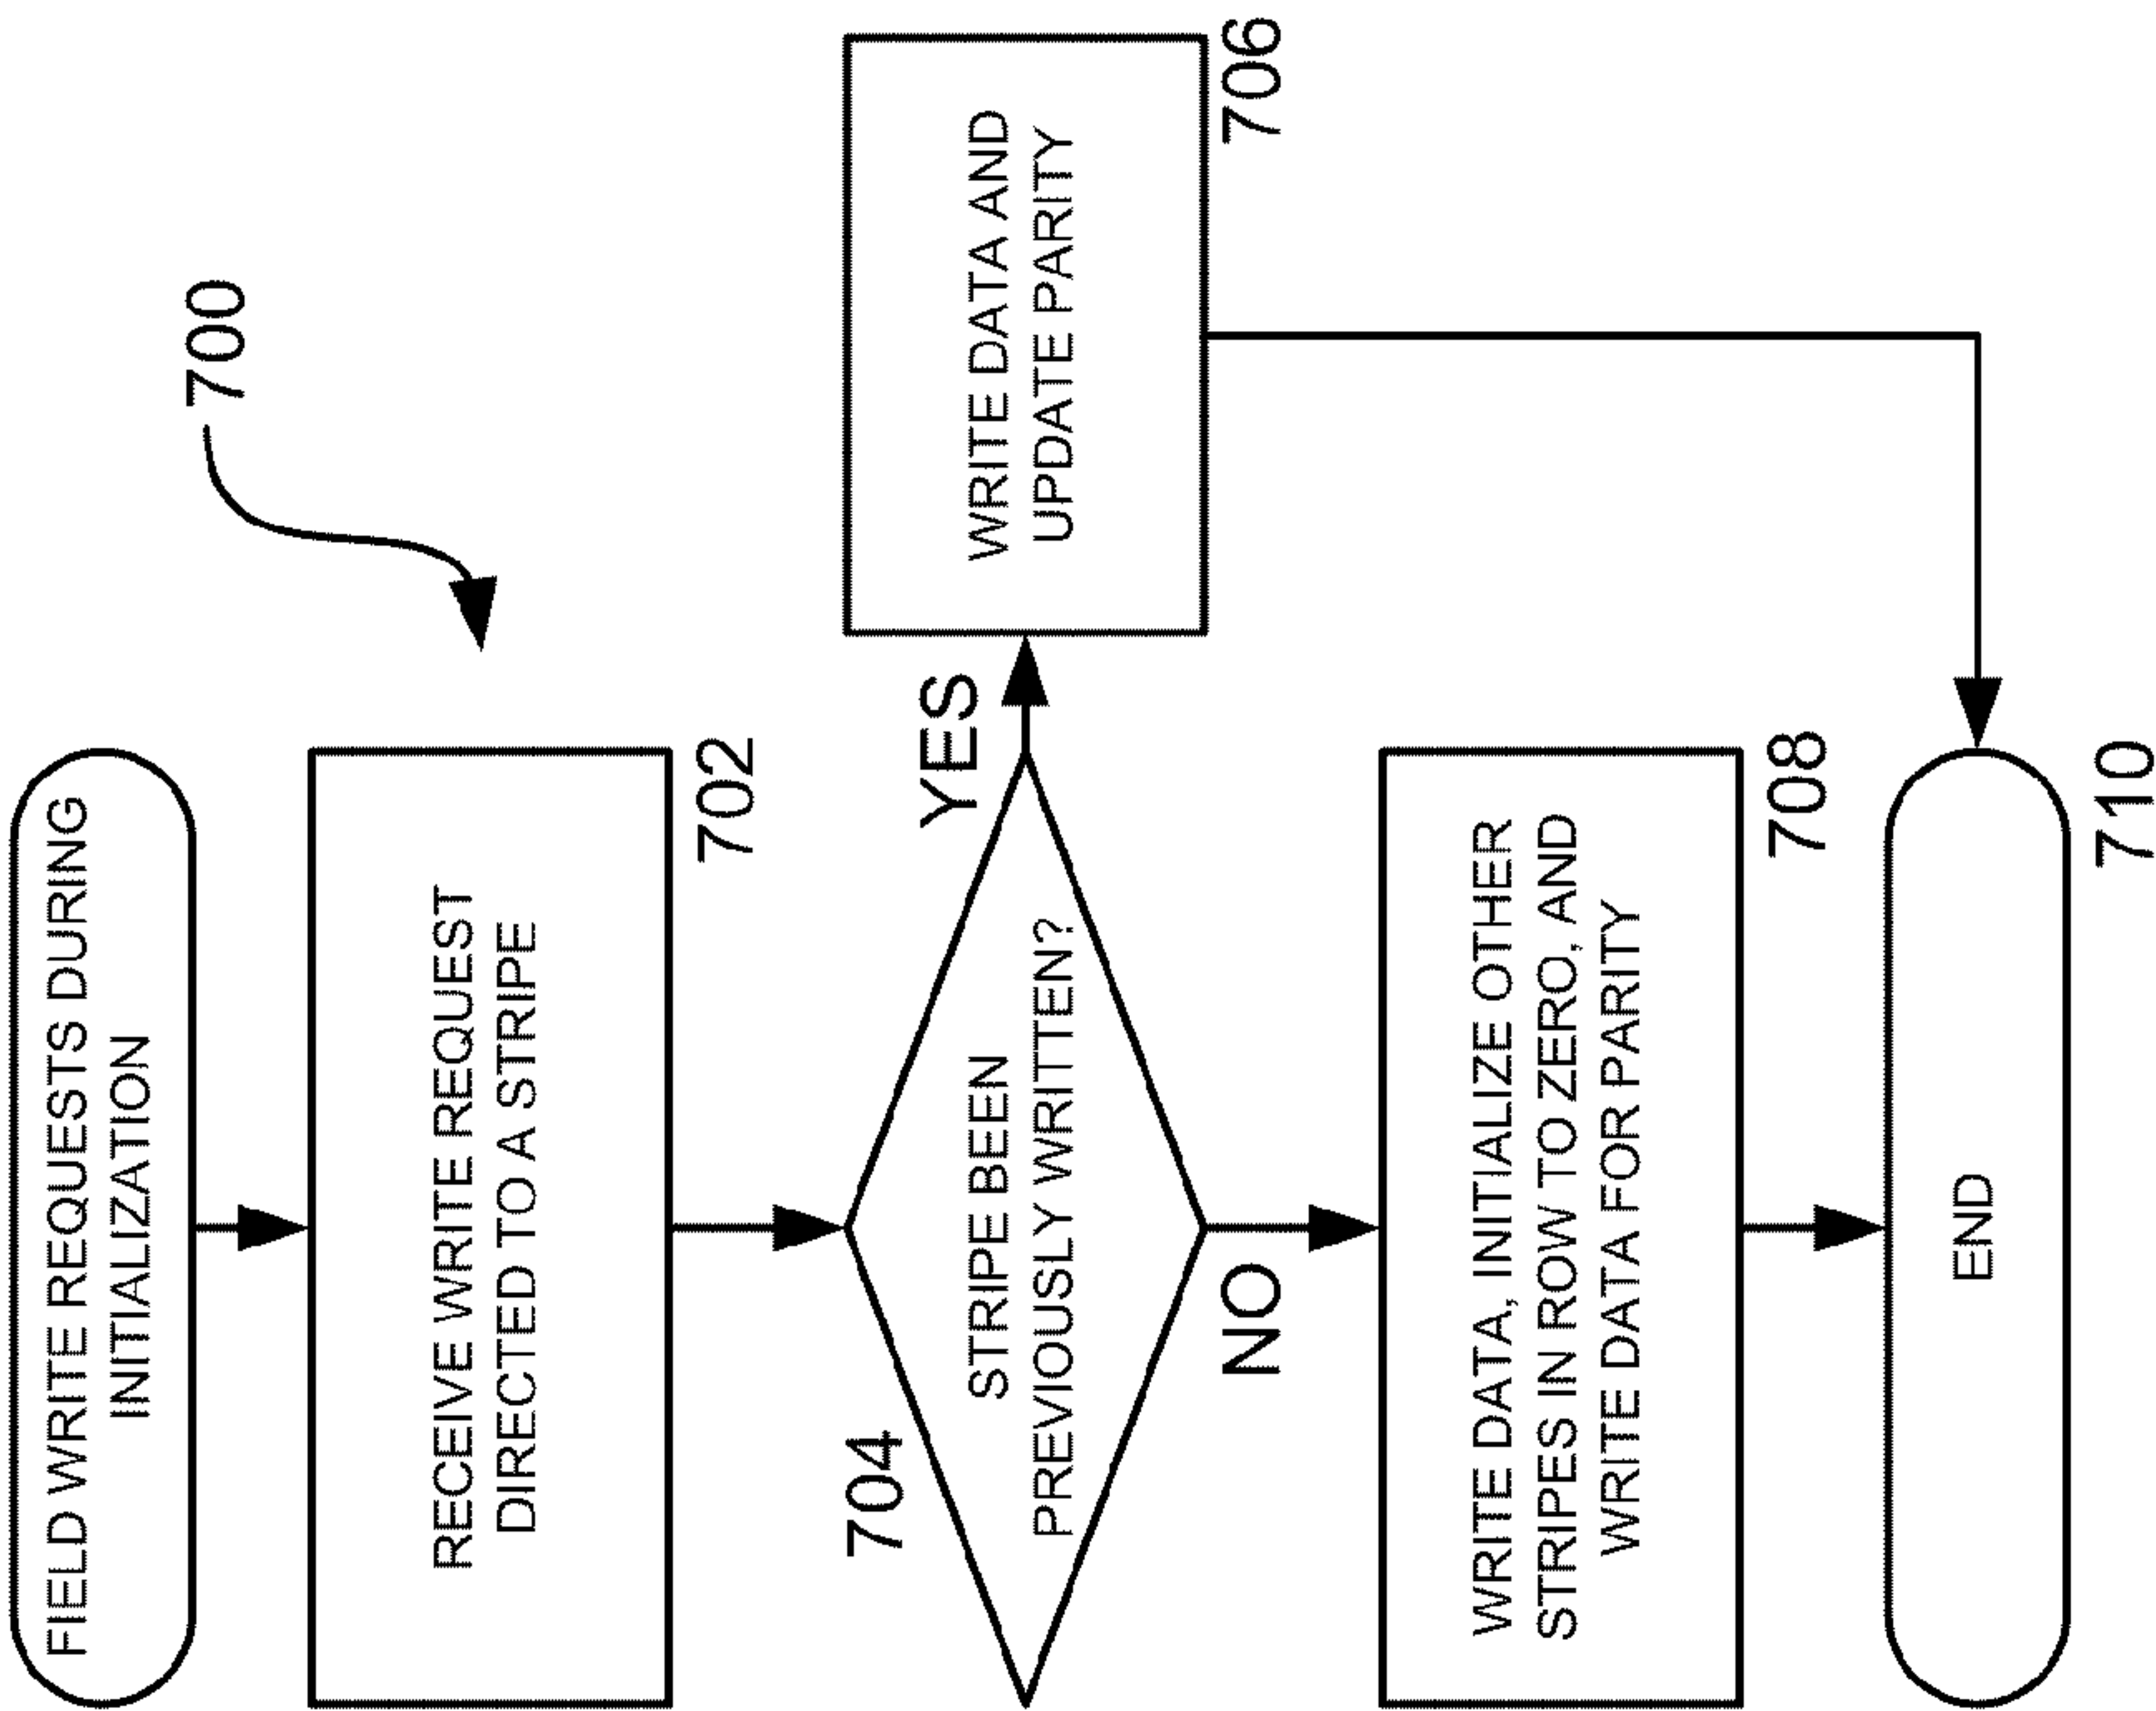 700
FIELD WRITE REQUESTS DURING
INITIALIZATION
RECEIVE WRITE REQUEST
DIRECTED TO A STRIPE
702
704
STRIPE BEEN
PREVIOUSLY WRITTEN?
YES
WRITE DATA AND
UPDATE PARITY
706
NO
WRITE DATA, INITIALIZE OTHER
STRIPES IN ROW TO ZERO, AND
WRITE DATA FOR PARITY
708
END
710